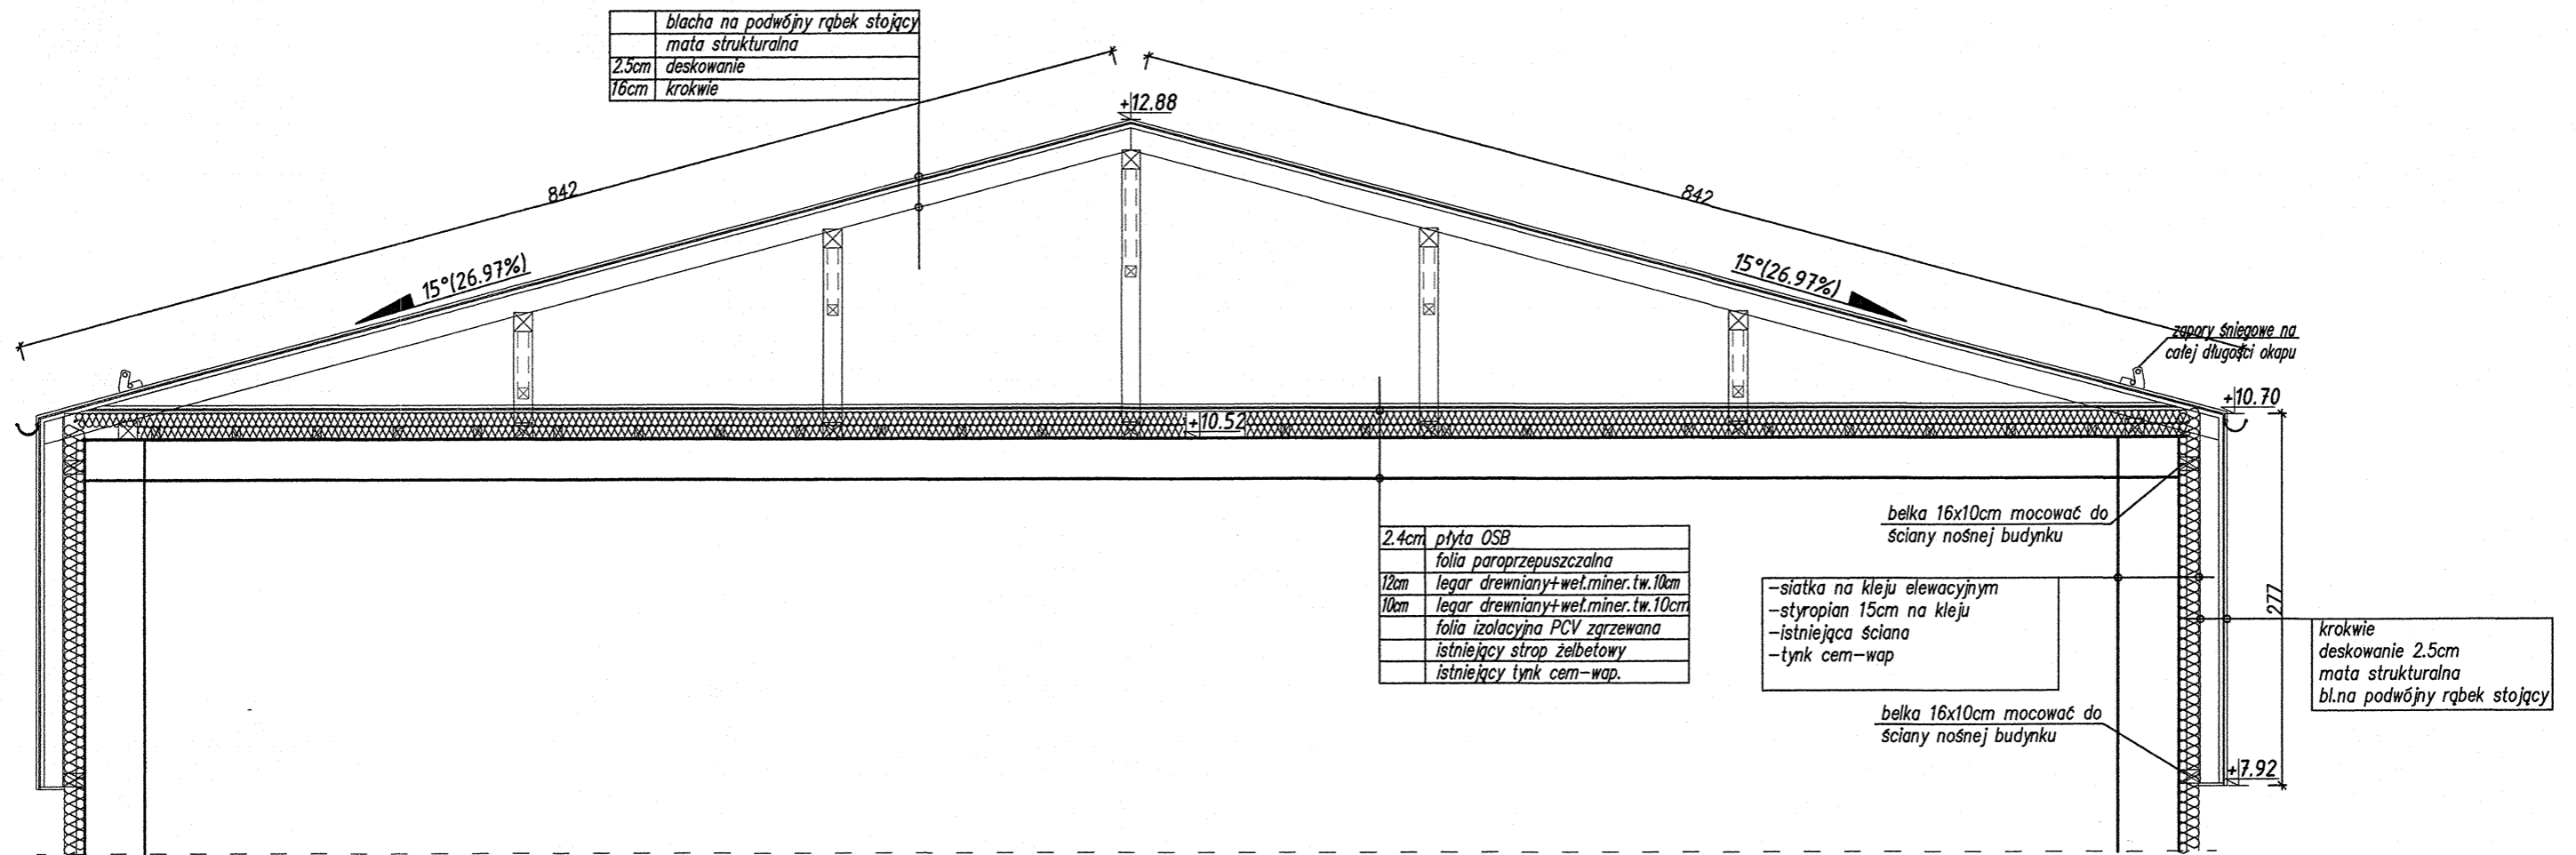 blacha na podwójny rąbek stojący
mata strukturalna
2.5cm deskowanie
16cm krokwie
+12.88
842
842
15°(26.97%)
15°(26.97%)
zapory śniegowe na
całej długości okapu
+10.70
+10.52
belka 16x10cm mocować do
ściany nośnej budynku
2.4cm płyta OSB
folia paroprzepuszczalna
12cm legar drewniany+weł.miner.tw.10cm
10cm legar drewniany+weł.miner.tw.10cm
folia izolacyjna PCV zgrzewana
istniejący strop żelbetowy
istniejący tynk cem-wap.
-siatka na kleju elewacyjnym
-styropian 15cm na kleju
-istniejąca ściana
-tynk cem-wap
277
krokwie
deskowanie 2.5cm
mata strukturalna
bl.na podwójny rąbek stojący
belka 16x10cm mocować do
ściany nośnej budynku
+7.92